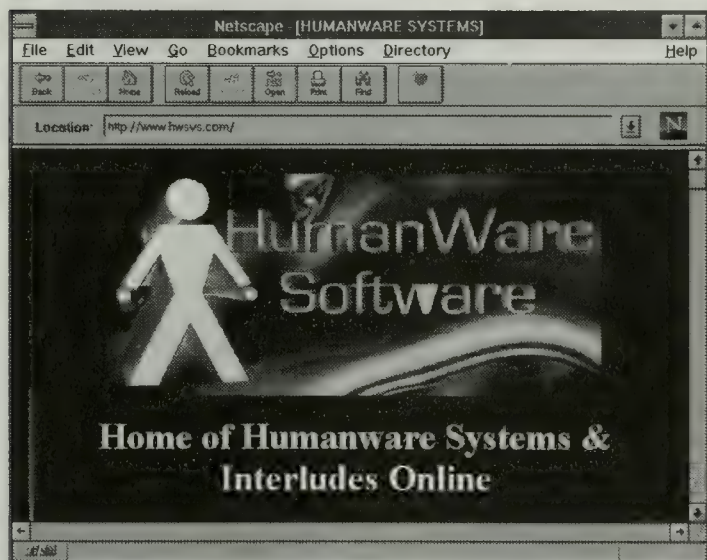 Netscape - [HUMANWARE SYSTEMS]
File Edit View Go Bookmarks Options Directory Help
Back Home Reload Open Print Find
Location: http://www.hwsys.com/ N
HumanWare
Software
Home of Humanware Systems &
Interludes Online